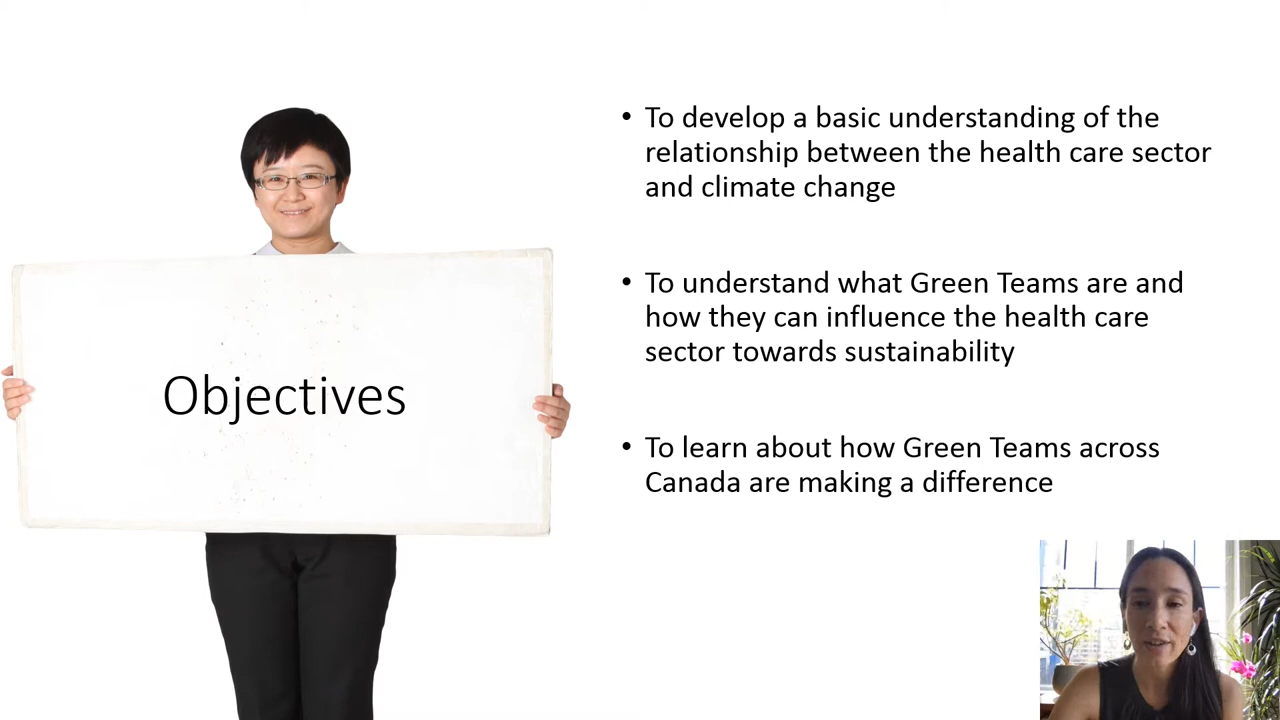 Objectives
• To develop a basic understanding of the
relationship between the health care sector
and climate change
• To understand what Green Teams are and
how they can influence the health care
sector towards sustainability
• To learn about how Green Teams across
Canada are making a difference